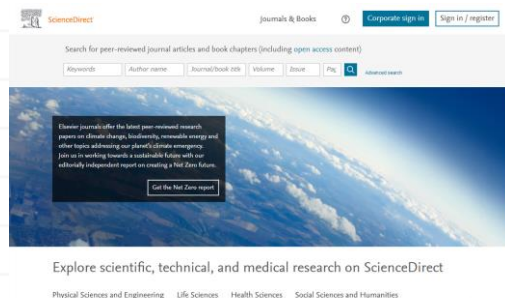 ScienceDirect
Journals & Books
?
Corporate sign in
Sign in / register
Search for peer-reviewed journal articles and book chapters (including open access content)
Keywords
Author name
Journal/book title
Volume
Issue
Pag
Advanced search
Elsevier journals offer the latest peer-reviewed research
papers on climate change, biodiversity, renewable energy and
other topics addressing our planet's climate emergency.
Join us in working towards a sustainable future with our
editorially independent report on creating a Net Zero future.
Get the Net Zero report
Explore scientific, technical, and medical research on ScienceDirect
Physical Sciences and Engineering
Life Sciences
Health Sciences
Social Sciences and Humanities